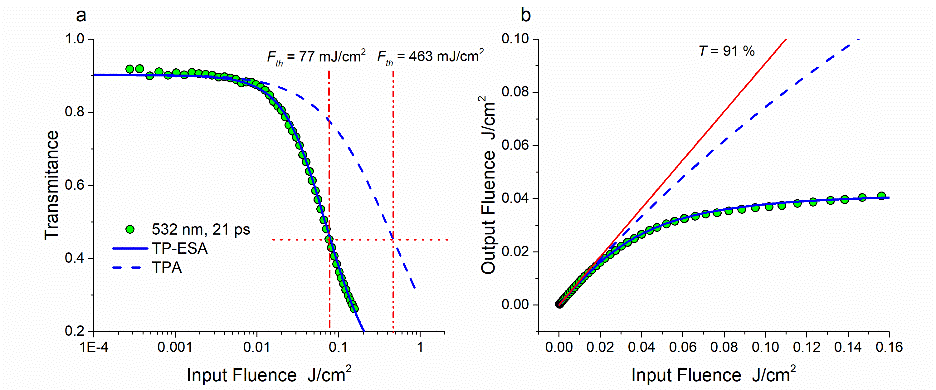 a
b
F_th = 77 mJ/cm²
F_th = 463 mJ/cm²
1.0
0.8
0.6
0.4
0.2
Transmitance
532 nm, 21 ps
TP-ESA
TPA
1E-4
0.001
0.01
0.1
1
Input Fluence J/cm²
T = 91 %
0.10
0.08
0.06
0.04
0.02
0.00
Output Fluence J/cm²
0.00
0.02
0.04
0.06
0.08
0.10
0.12
0.14
0.16
Input Fluence J/cm²